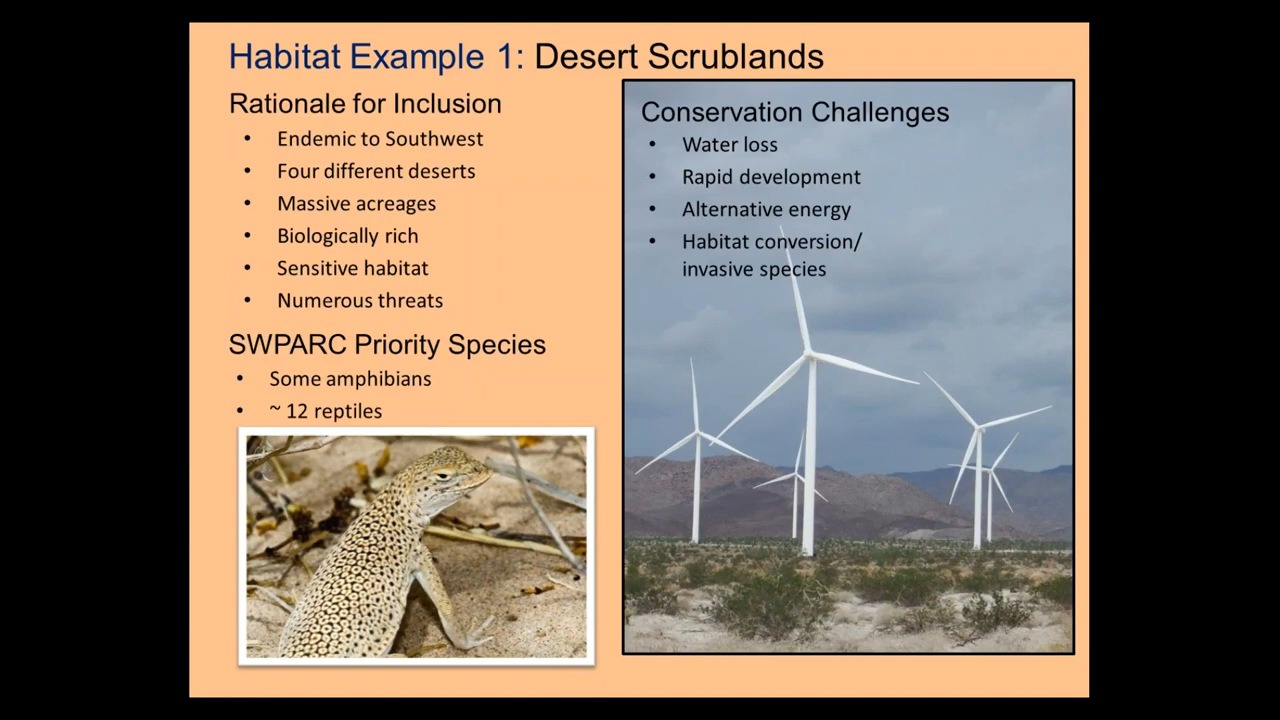 Habitat Example 1: Desert Scrublands
Rationale for Inclusion
• Endemic to Southwest
• Four different deserts
• Massive acreages
• Biologically rich
• Sensitive habitat
• Numerous threats
SWPARC Priority Species
• Some amphibians
• ~ 12 reptiles
Conservation Challenges
• Water loss
• Rapid development
• Alternative energy
• Habitat conversion/
invasive species